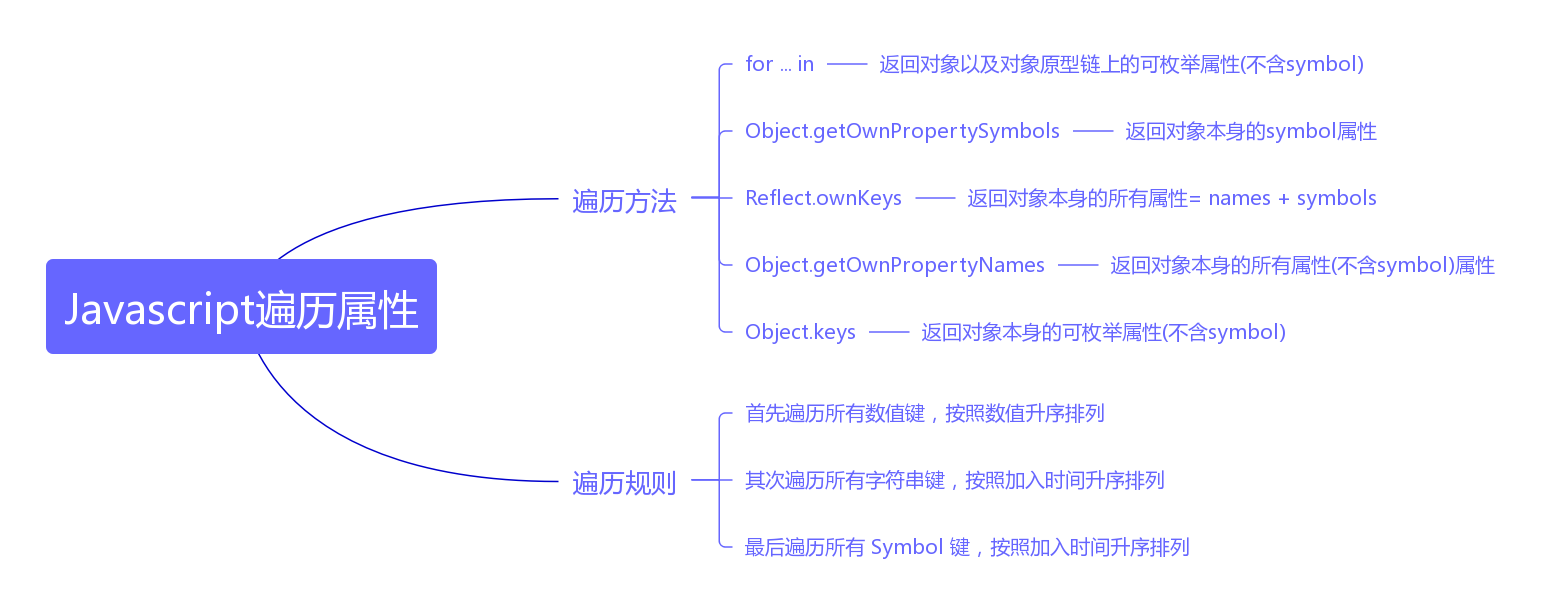 Javascript遍历属性
遍历方法
for ... in
返回对象以及对象原型链上的可枚举属性(不含symbol)
Object.getOwnPropertySymbols
返回对象本身的symbol属性
Reflect.ownKeys
返回对象本身的所有属性= names + symbols
Object.getOwnPropertyNames
返回对象本身的所有属性(不含symbol)属性
Object.keys
返回对象本身的可枚举属性(不含symbol)
遍历规则
首先遍历所有数值键，按照数值升序排列
其次遍历所有字符串键，按照加入时间升序排列
最后遍历所有 Symbol 键，按照加入时间升序排列